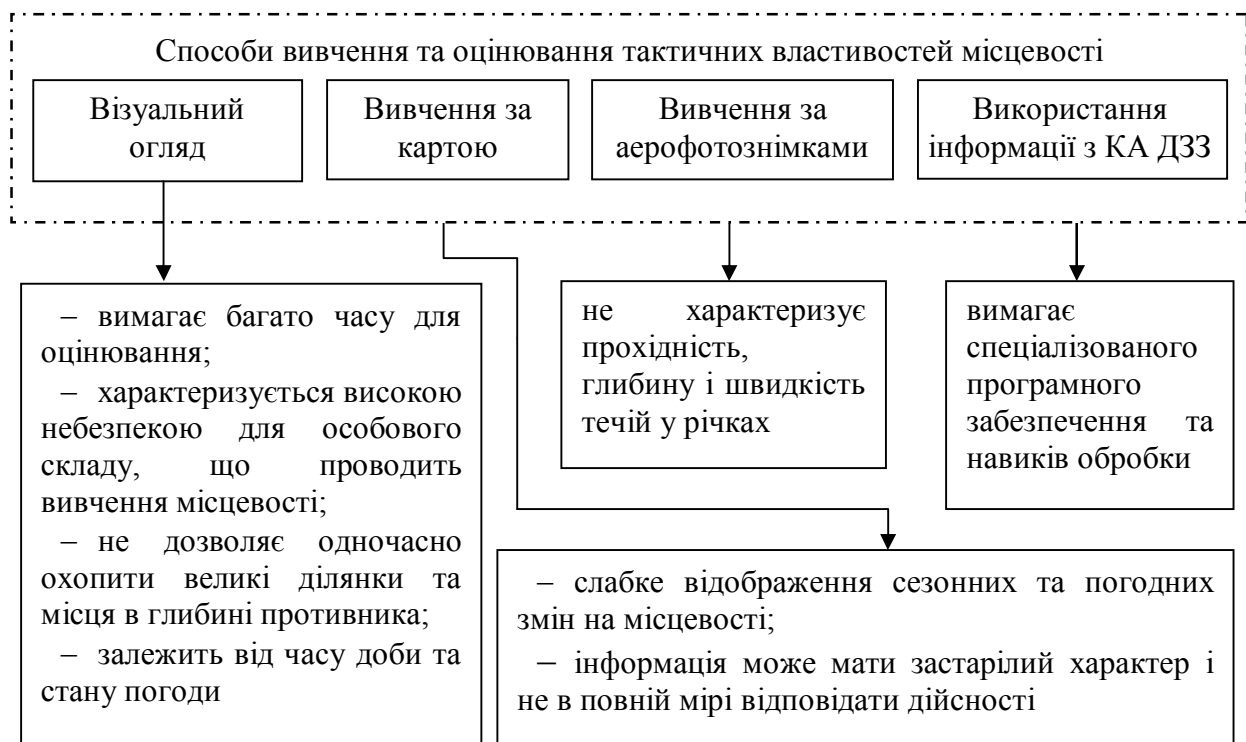 Способи вивчення та оцінювання тактичних властивостей місцевості
Візуальний
огляд
Вивчення за
картою
Вивчення за
аерофотознімками
Використання
інформації з КА ДЗЗ
– вимагає багато часу для
оцінювання;
– характеризується високою
небезпекою для особового
складу, що проводить
вивчення місцевості;
– не дозволяє одночасно
охопити великі ділянки та
місця в глибині противника;
– залежить від часу доби та
стану погоди
не характеризує
прохідність,
глибину і швидкість
течій у річках
вимагає
спеціалізованого
програмного
забезпечення та
навиків обробки
– слабке відображення сезонних та погодних
змін на місцевості;
– інформація може мати застарілий характер і
не в повній мірі відповідати дійсності